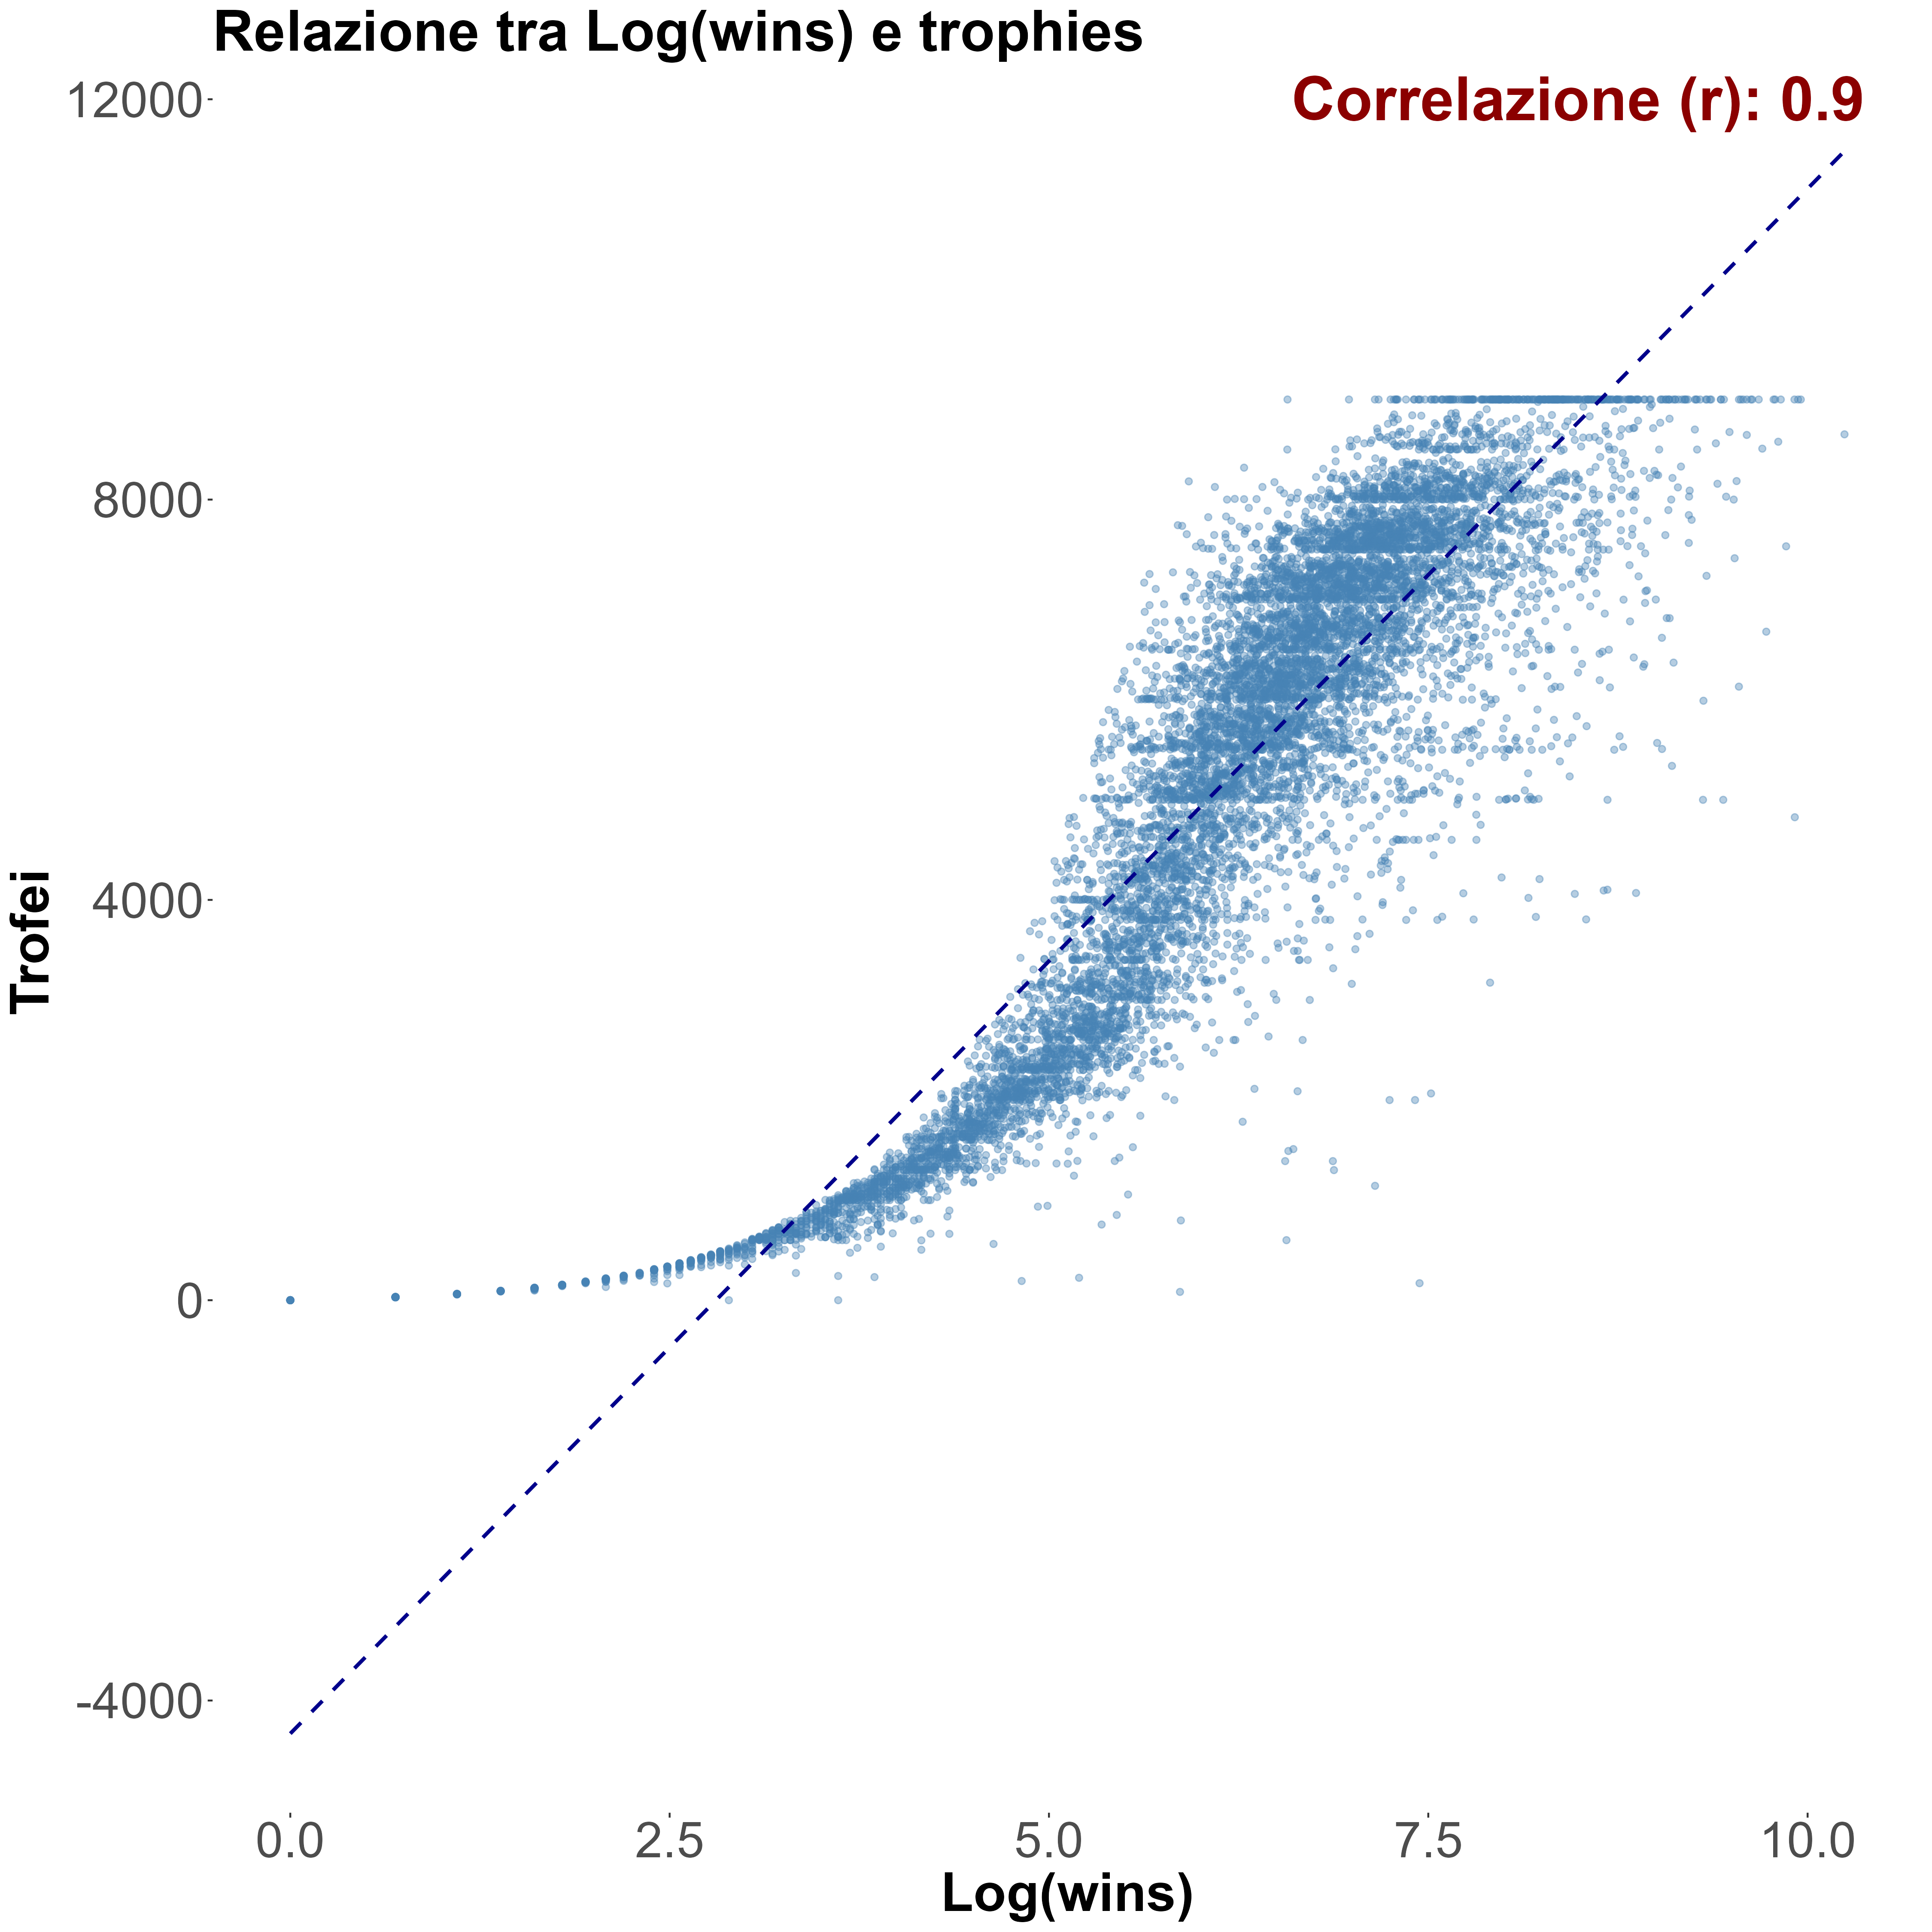 Relazione tra Log(wins) e trophies
Correlazione (r): 0.9
12000
8000
4000
0
-4000
Trofei
0.0 2.5 5.0 7.5 10.0
Log(wins)